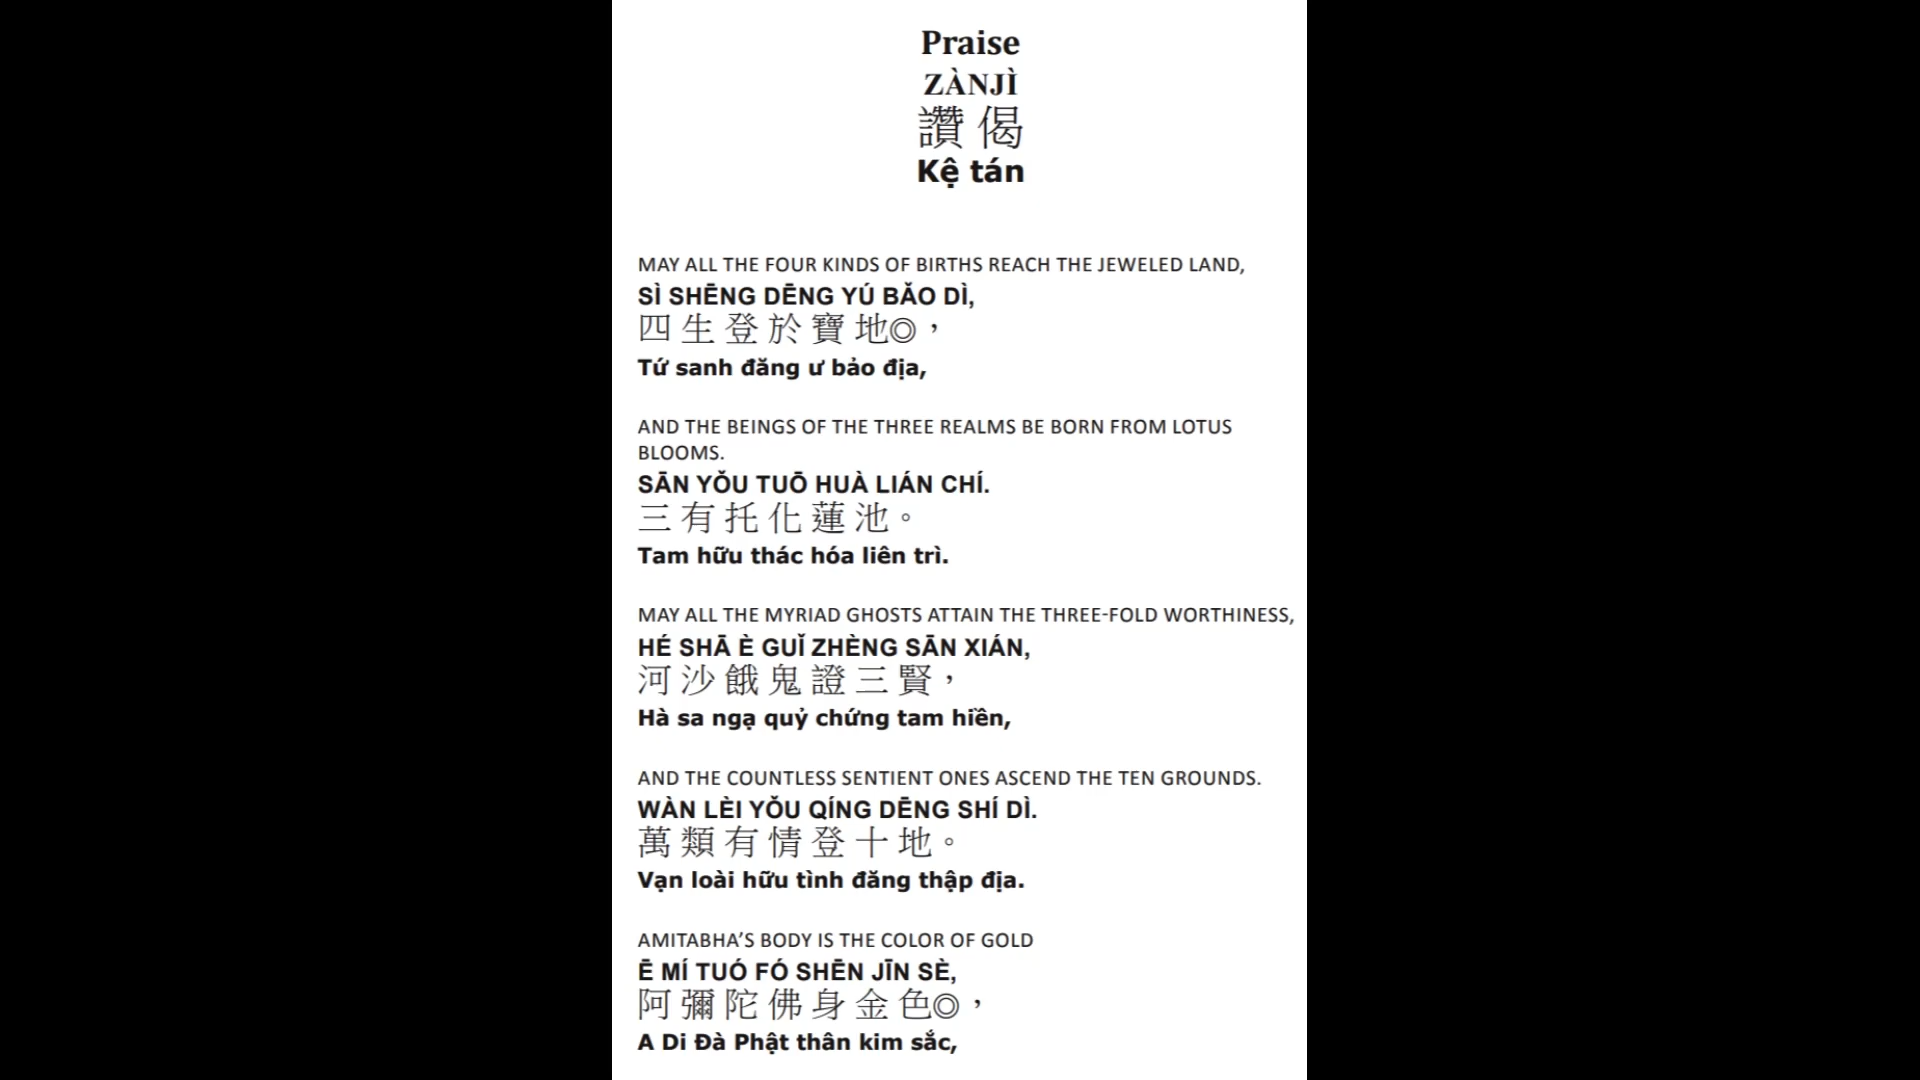 Praise
ZÀNJÌ
讚 偈
Kệ tán
MAY ALL THE FOUR KINDS OF BIRTHS REACH THE JEWELED LAND,
SÌ SHĒNG DĒNG YÚ BǍO DÌ,
四 生 登 於 寶 地◎，
Tứ sanh đăng ư bảo địa,
AND THE BEINGS OF THE THREE REALMS BE BORN FROM LOTUS
BLOOMS.
SĀN YǑU TUŌ HUÀ LIÁN CHÍ.
三 有 托 化 蓮 池。
Tam hữu thác hóa liên trì.
MAY ALL THE MYRIAD GHOSTS ATTAIN THE THREE-FOLD WORTHINESS,
HÉ SHĀ È GUǏ ZHÈNG SĀN XIÁN,
河 沙 餓 鬼 證 三 賢，
Hà sa ngạ quỷ chứng tam hiền,
AND THE COUNTLESS SENTIENT ONES ASCEND THE TEN GROUNDS.
WÀN LÈI YǑU QÍNG DĒNG SHÍ DÌ.
萬 類 有 情 登 十 地。
Vạn loài hữu tình đăng thập địa.
AMITABHA’S BODY IS THE COLOR OF GOLD
Ē MÍ TUÓ FÓ SHĒN JĪN SÈ,
阿 彌 陀 佛 身 金 色◎，
A Di Đà Phật thân kim sắc,